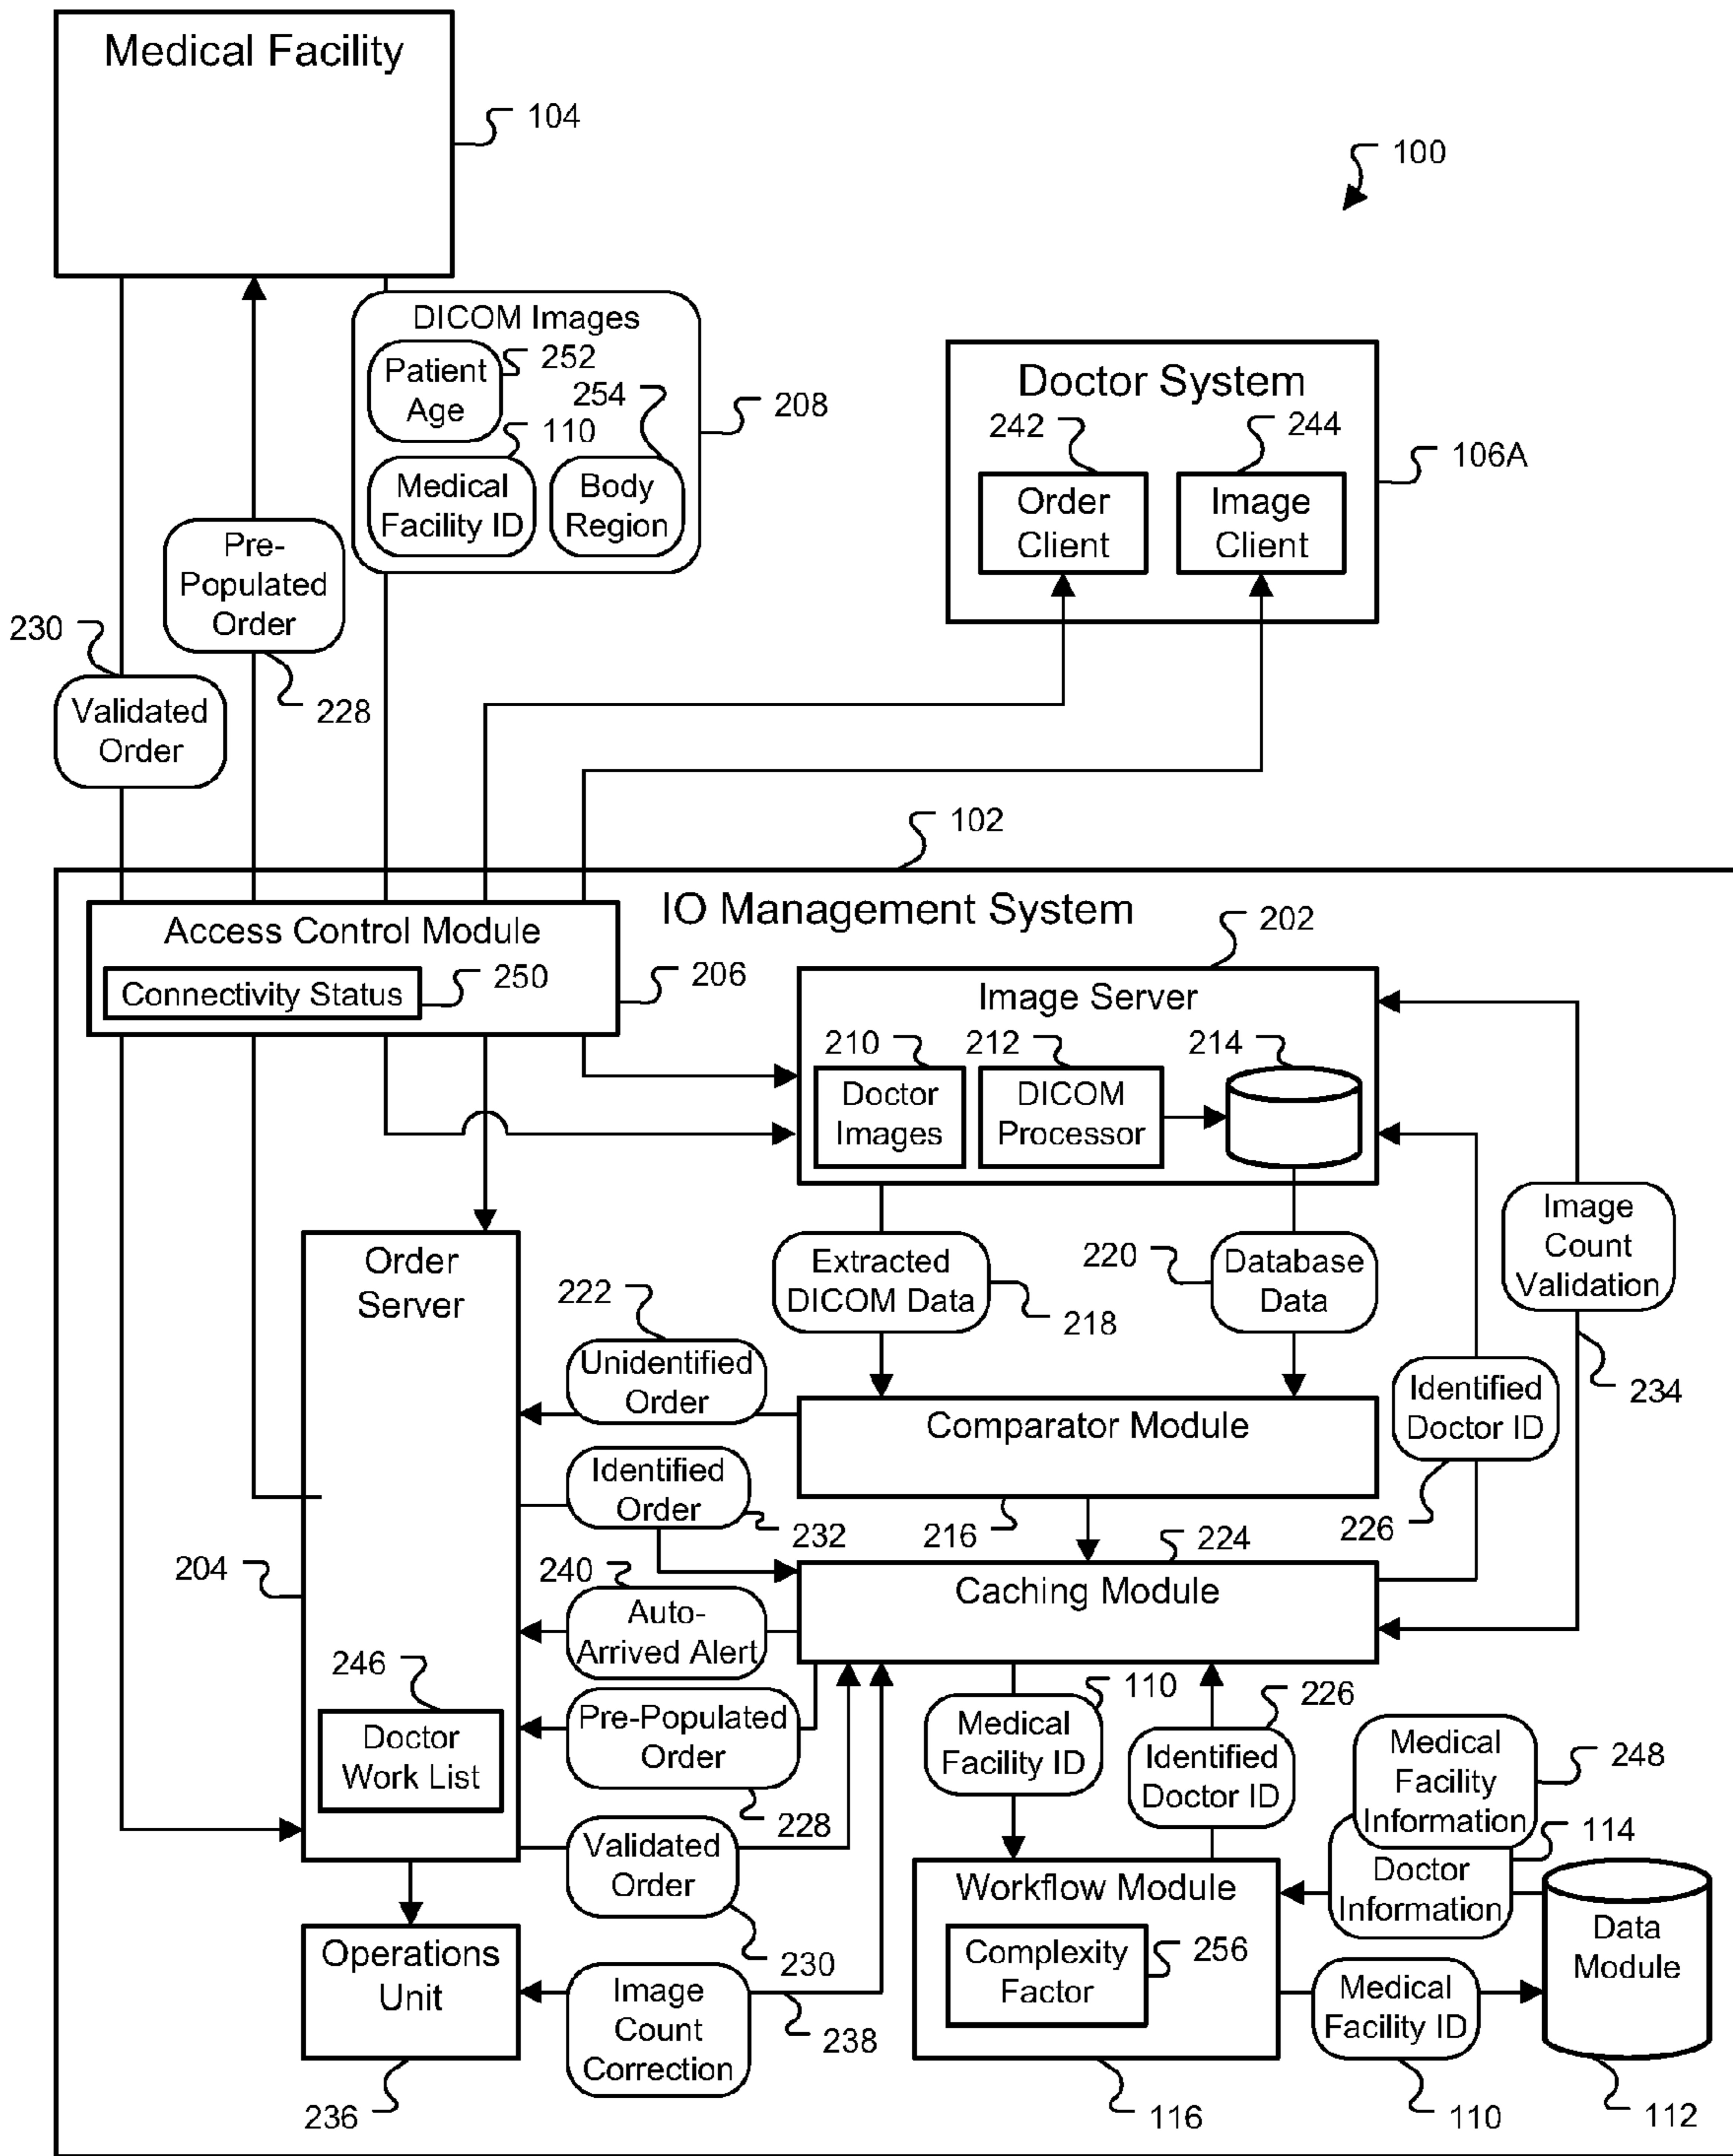 Medical Facility
104
100
DICOM Images
Patient
Age
252
254
110
Medical
Facility ID
Body
Region
208
Doctor System
242
244
Order
Client
Image
Client
106A
Pre-
Populated
Order
228
230
Validated
Order
102
IO Management System
Access Control Module
Connectivity Status
250
206
202
Image Server
210
212
214
Doctor
Images
DICOM
Processor
Order
Server
Extracted
DICOM Data
218
220
Database
Data
Image
Count
Validation
234
222
Unidentified
Order
Comparator Module
216
Identified
Doctor ID
226
Identified
Order
232
204
224
Caching Module
240
Auto-
Arrived Alert
246
Doctor
Work List
Pre-Populated
Order
228
110
Medical
Facility ID
226
Identified
Doctor ID
Medical
Facility
Information
248
114
Doctor
Information
Validated
Order
230
Workflow Module
Complexity
Factor
256
Data
Module
Operations
Unit
236
Image
Count
Correction
238
Medical
Facility ID
116
110
112